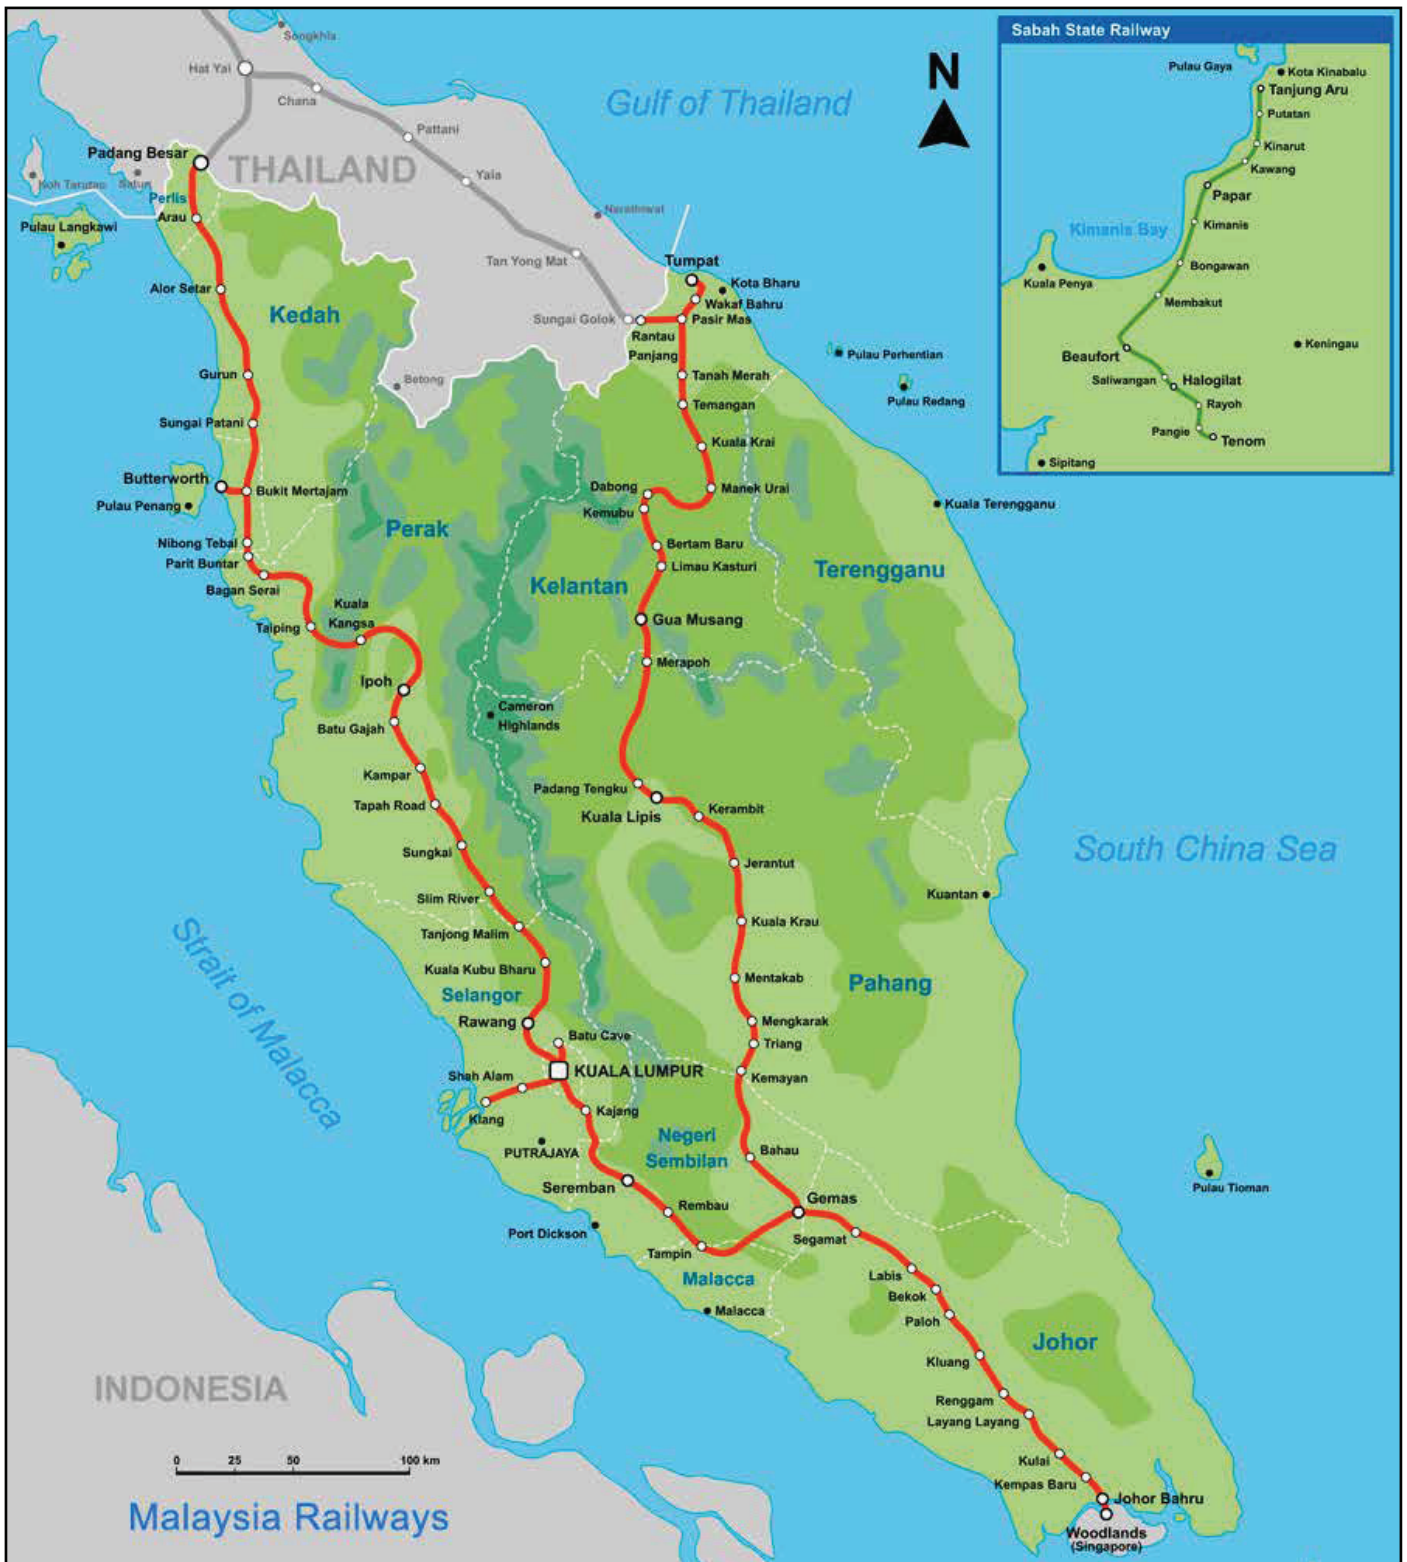 Sabah State Railway
Pulau Gaya
Kota Kinabalu
Tanjung Aru
Putatan
Kinarut
Kawang
Papar
Kimanis
Kimanis Bay
Bongawan
Kuala Penya
Membakut
Beaufort
Keningau
Saliwangan
Halogilat
Rayoh
Pangie
Tenom
Sipitang
N
Songkhla
Hat Yai
Chana
Gulf of Thailand
Pattani
Padang Besar
THAILAND
Yala
Koh Tarutao
Satun
Perlis
Narathiwat
Arau
Pulau Langkawi
Tan Yong Mat
Tumpat
Kota Bharu
Alor Setar
Wakaf Bahru
Kedah
Sungai Golok
Pasir Mas
Rantau
Panjang
Pulau Perhentian
Gurun
Betong
Tanah Merah
Pulau Redang
Temangan
Sungai Patani
Kuala Krai
Butterworth
Bukit Mertajam
Dabong
Manek Urai
Pulau Penang
Kemubu
Kuala Terengganu
Perak
Nibong Tebal
Bertam Baru
Parit Buntar
Limau Kasturi
Terengganu
Bagan Serai
Kelantan
Kuala
Kangsa
Taiping
Gua Musang
Merapoh
Ipoh
Cameron
Highlands
Batu Gajah
Kampar
Padang Tengku
Tapah Road
Kuala Lipis
Kerambit
Sungkai
Jerantut
South China Sea
Slim River
Kuantan
Tanjong Malim
Kuala Krau
Strait of Malacca
Kuala Kubu Bharu
Mentakab
Pahang
Selangor
Rawang
Mengkarak
Batu Cave
Triang
KUALA LUMPUR
Shah Alam
Kemayan
Klang
Kajang
PUTRAJAYA
Negeri
Sembilan
Bahau
Seremban
Pulau Tioman
Rembau
Gemas
Port Dickson
Segamat
Tampin
Malacca
Labis
Bekok
Malacca
Paloh
Johor
Kluang
INDONESIA
Renggam
Layang Layang
0 25 50 100 km
Kulai
Kempas Baru
Johor Bahru
Malaysia Railways
Woodlands
(Singapore)